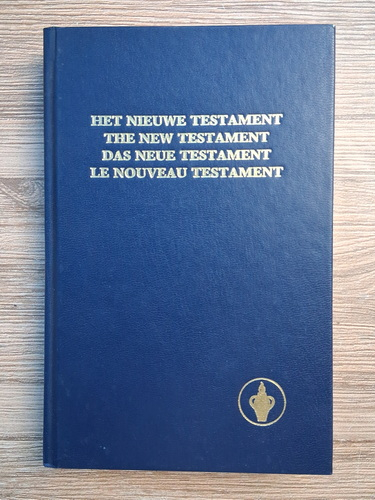 HET NIEUWE TESTAMENT
THE NEW TESTAMENT
DAS NEUE TESTAMENT
LE NOUVEAU TESTAMENT